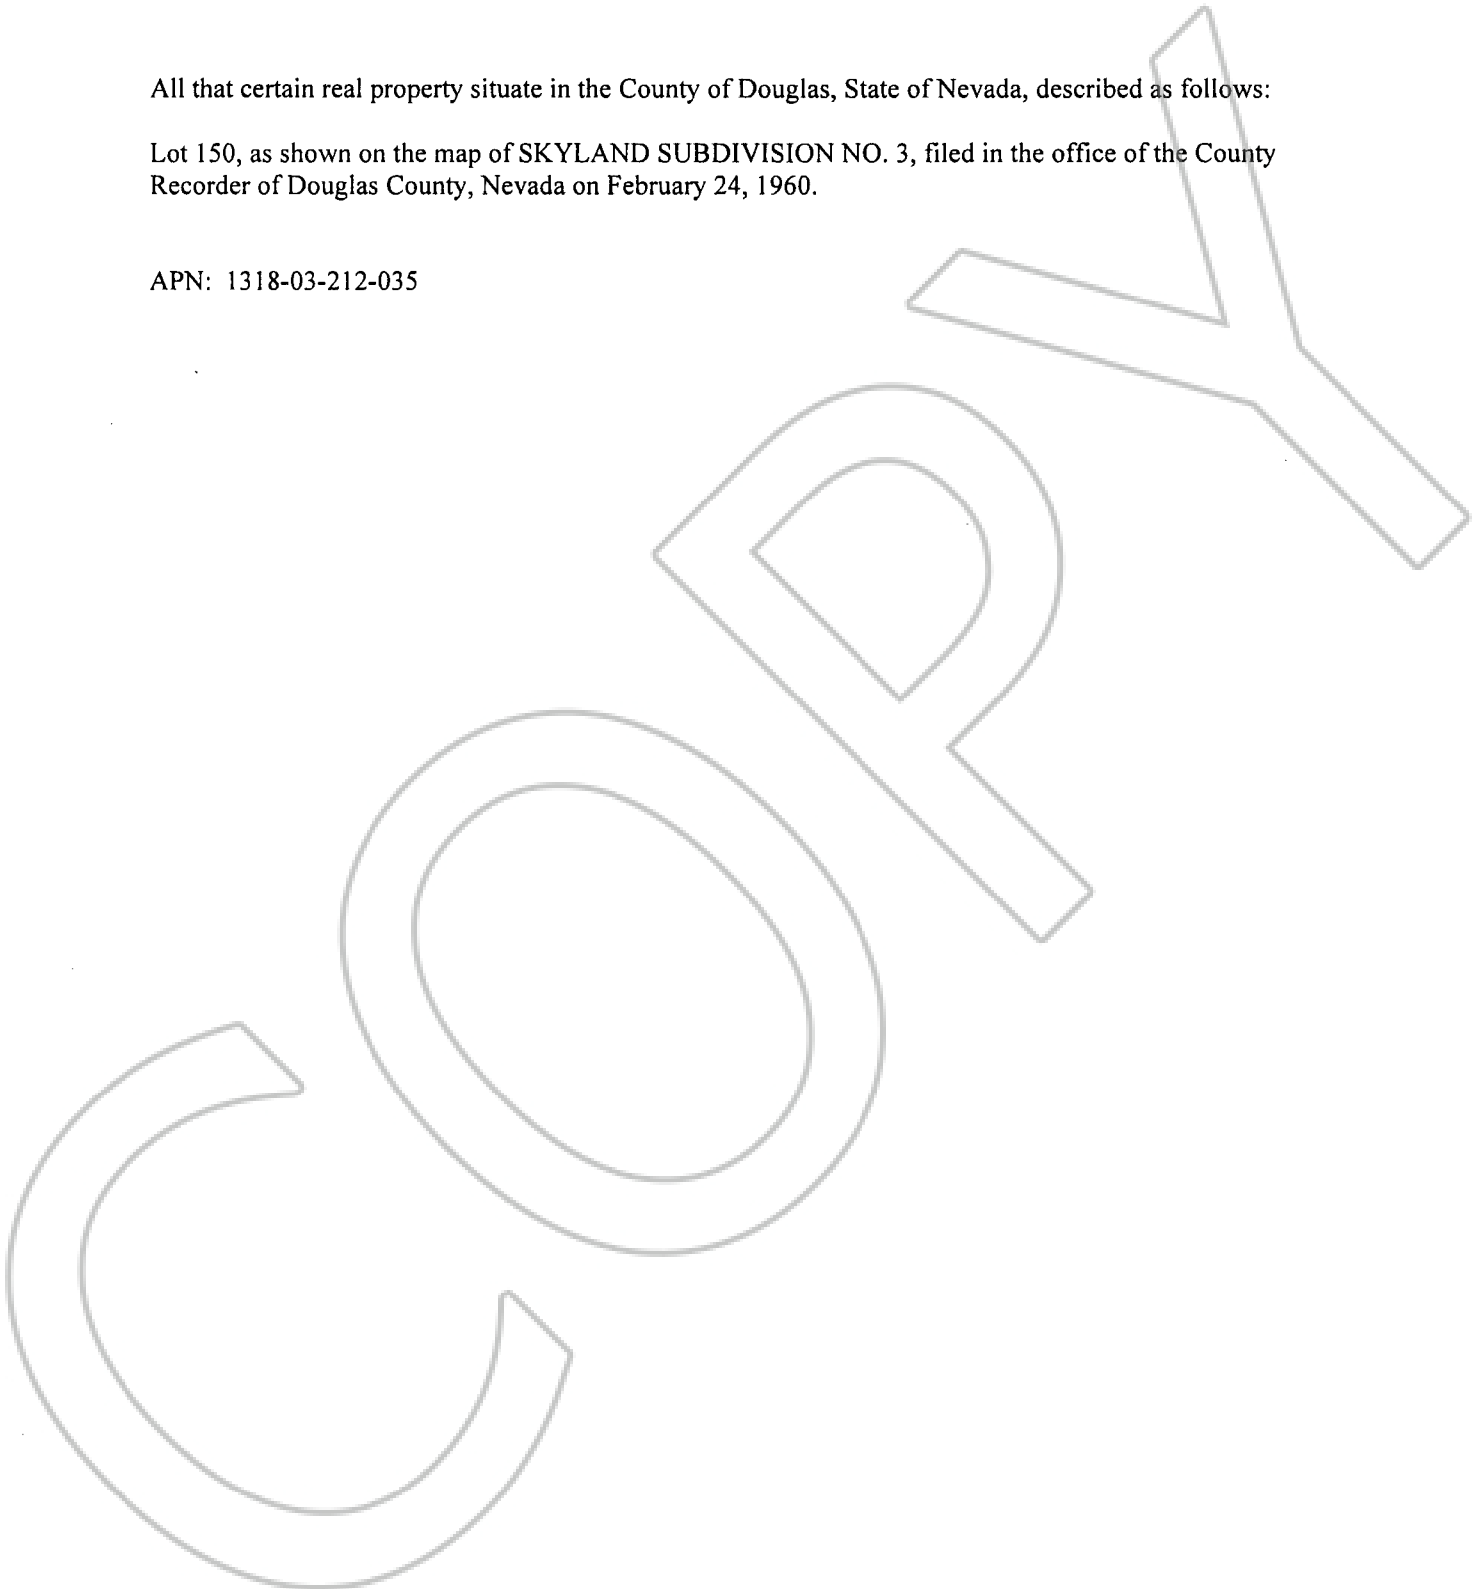 All that certain real property situate in the County of Douglas, State of Nevada, described as follows:
Lot 150, as shown on the map of SKYLAND SUBDIVISION NO. 3, filed in the office of the County
Recorder of Douglas County, Nevada on February 24, 1960.
APN: 1318-03-212-035
COPY